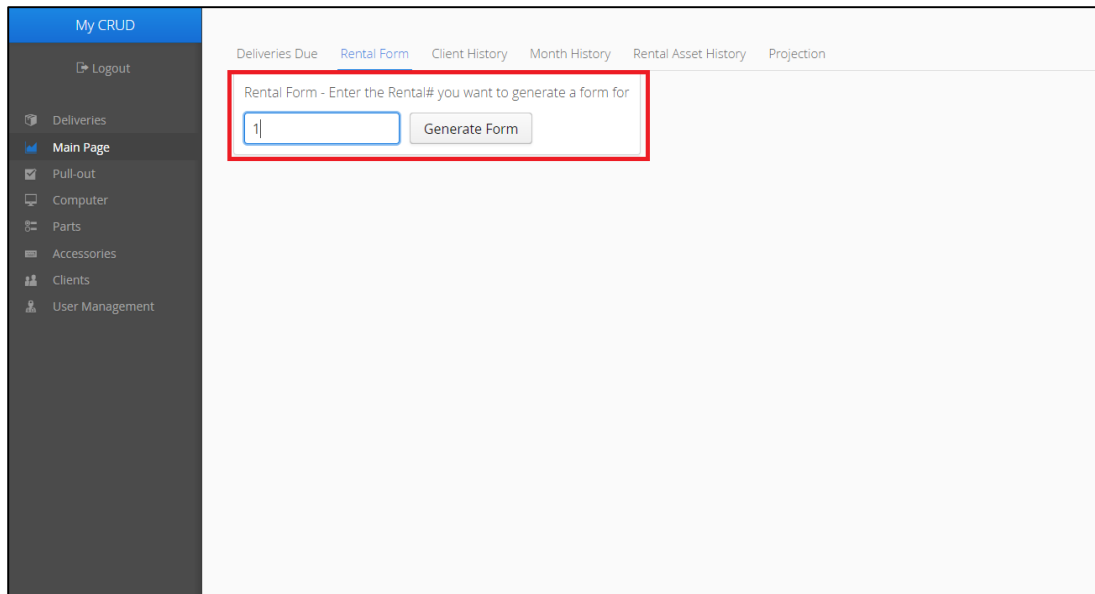 My CRUD
Logout
Deliveries
Main Page
Pull-out
Computer
Parts
Accessories
Clients
User Management
Deliveries Due Rental Form Client History Month History Rental Asset History Projection
Rental Form - Enter the Rental# you want to generate a form for
1 Generate Form